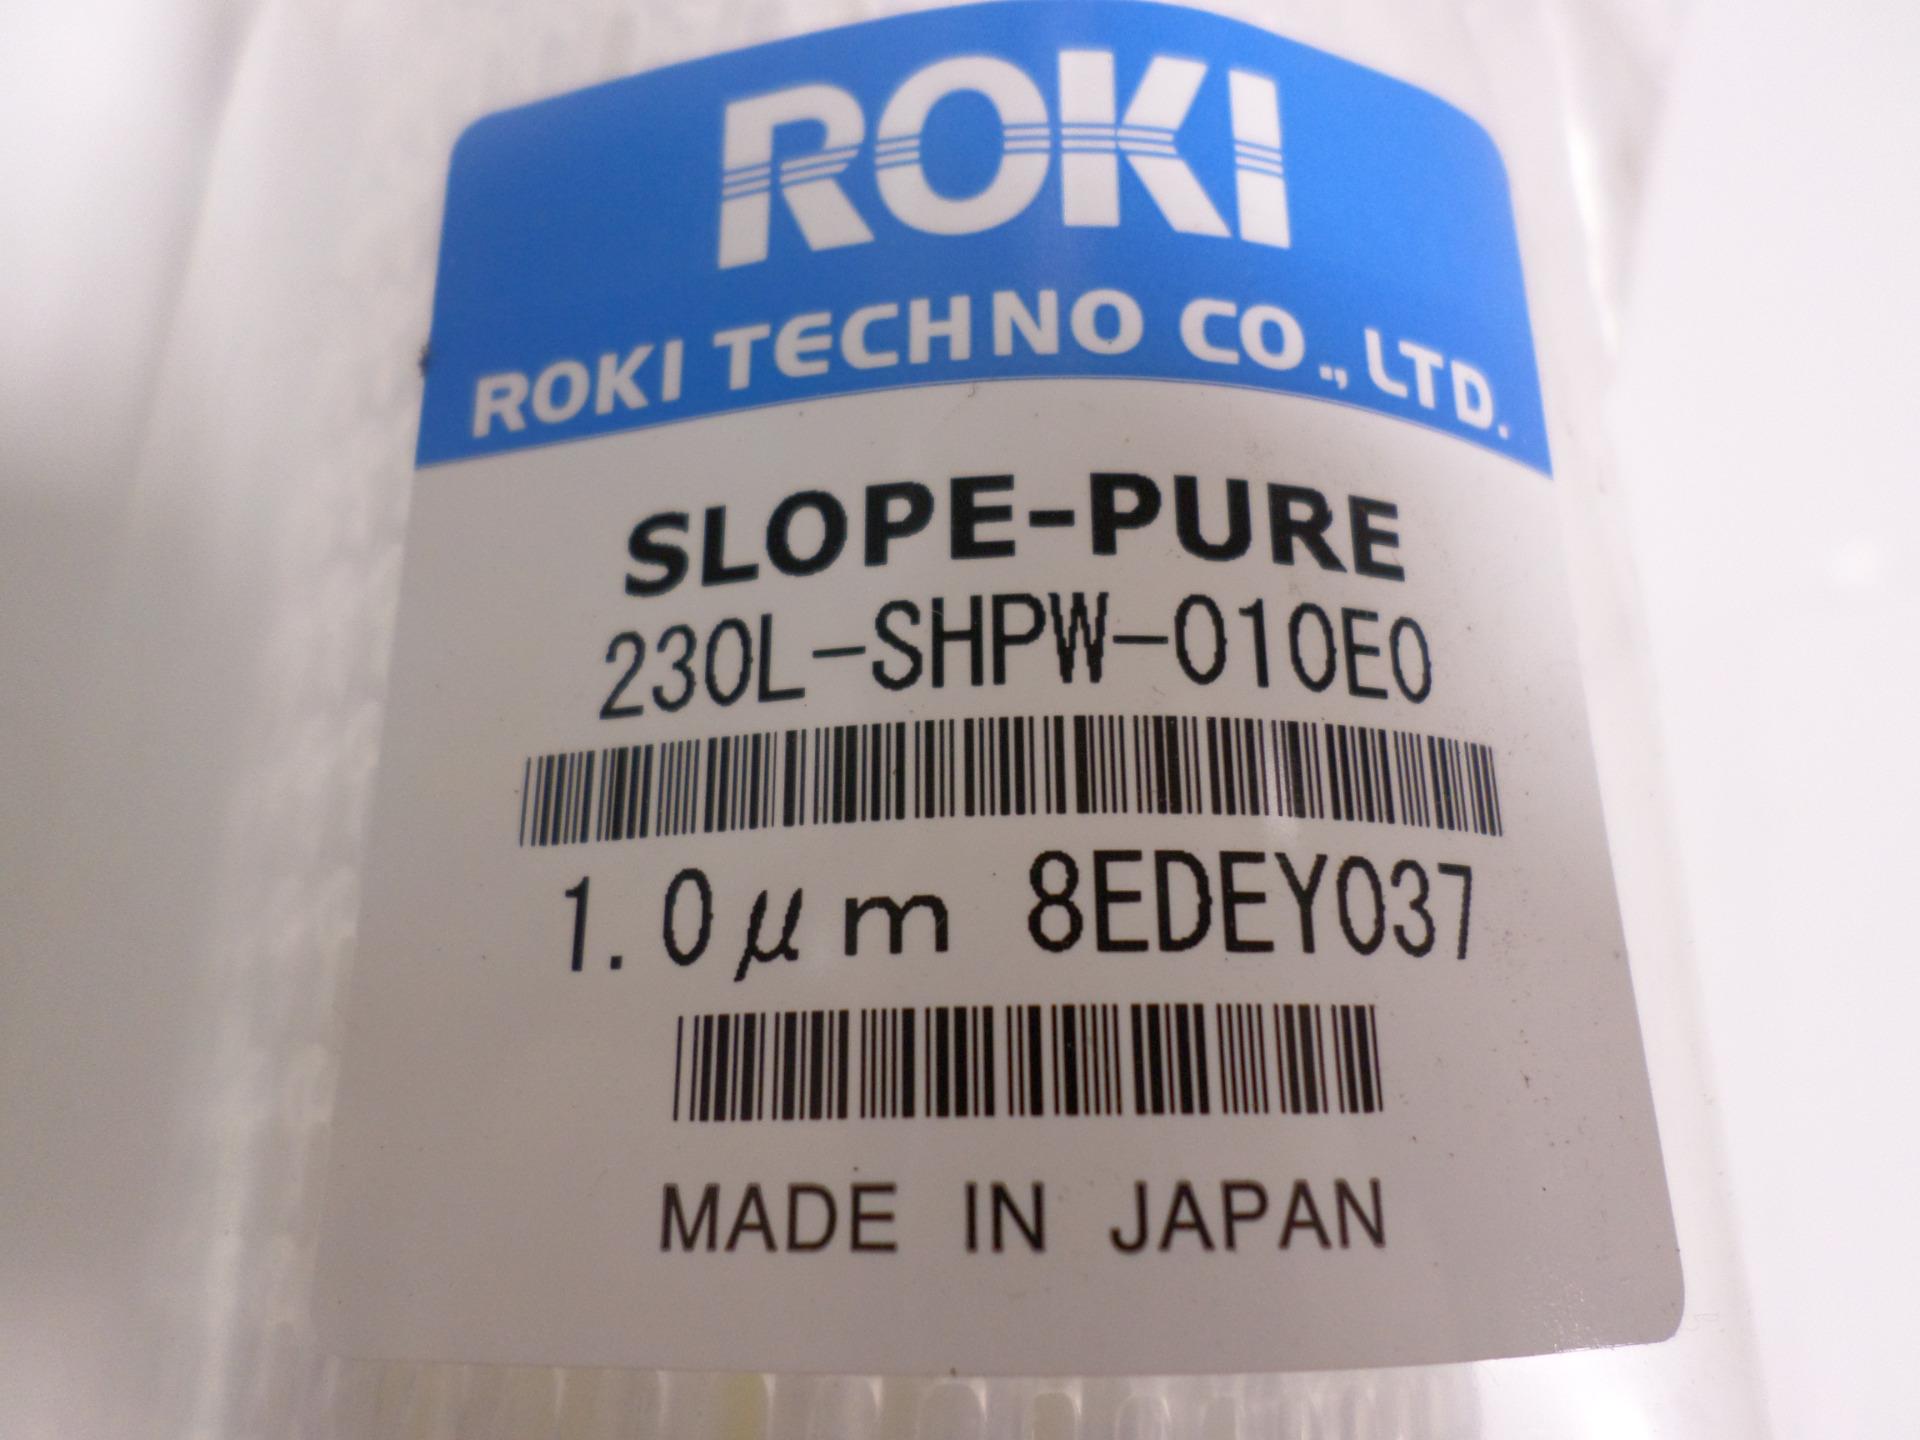 ROKI
ROKI TECHNO CO., LTD.
SLOPE-PURE
230L-SHPW-010E0
1.0μm 8EDEY037
MADE IN JAPAN